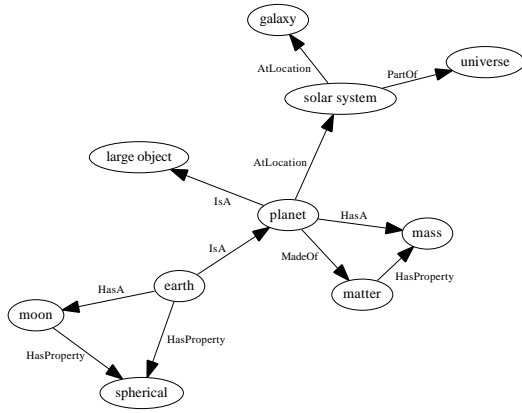 galaxy
AtLocation
PartOf
universe
solar system
large object
AtLocation
IsA
planet
HasA
mass
IsA
MadeOf
HasProperty
earth
matter
HasA
moon
HasProperty
HasProperty
spherical